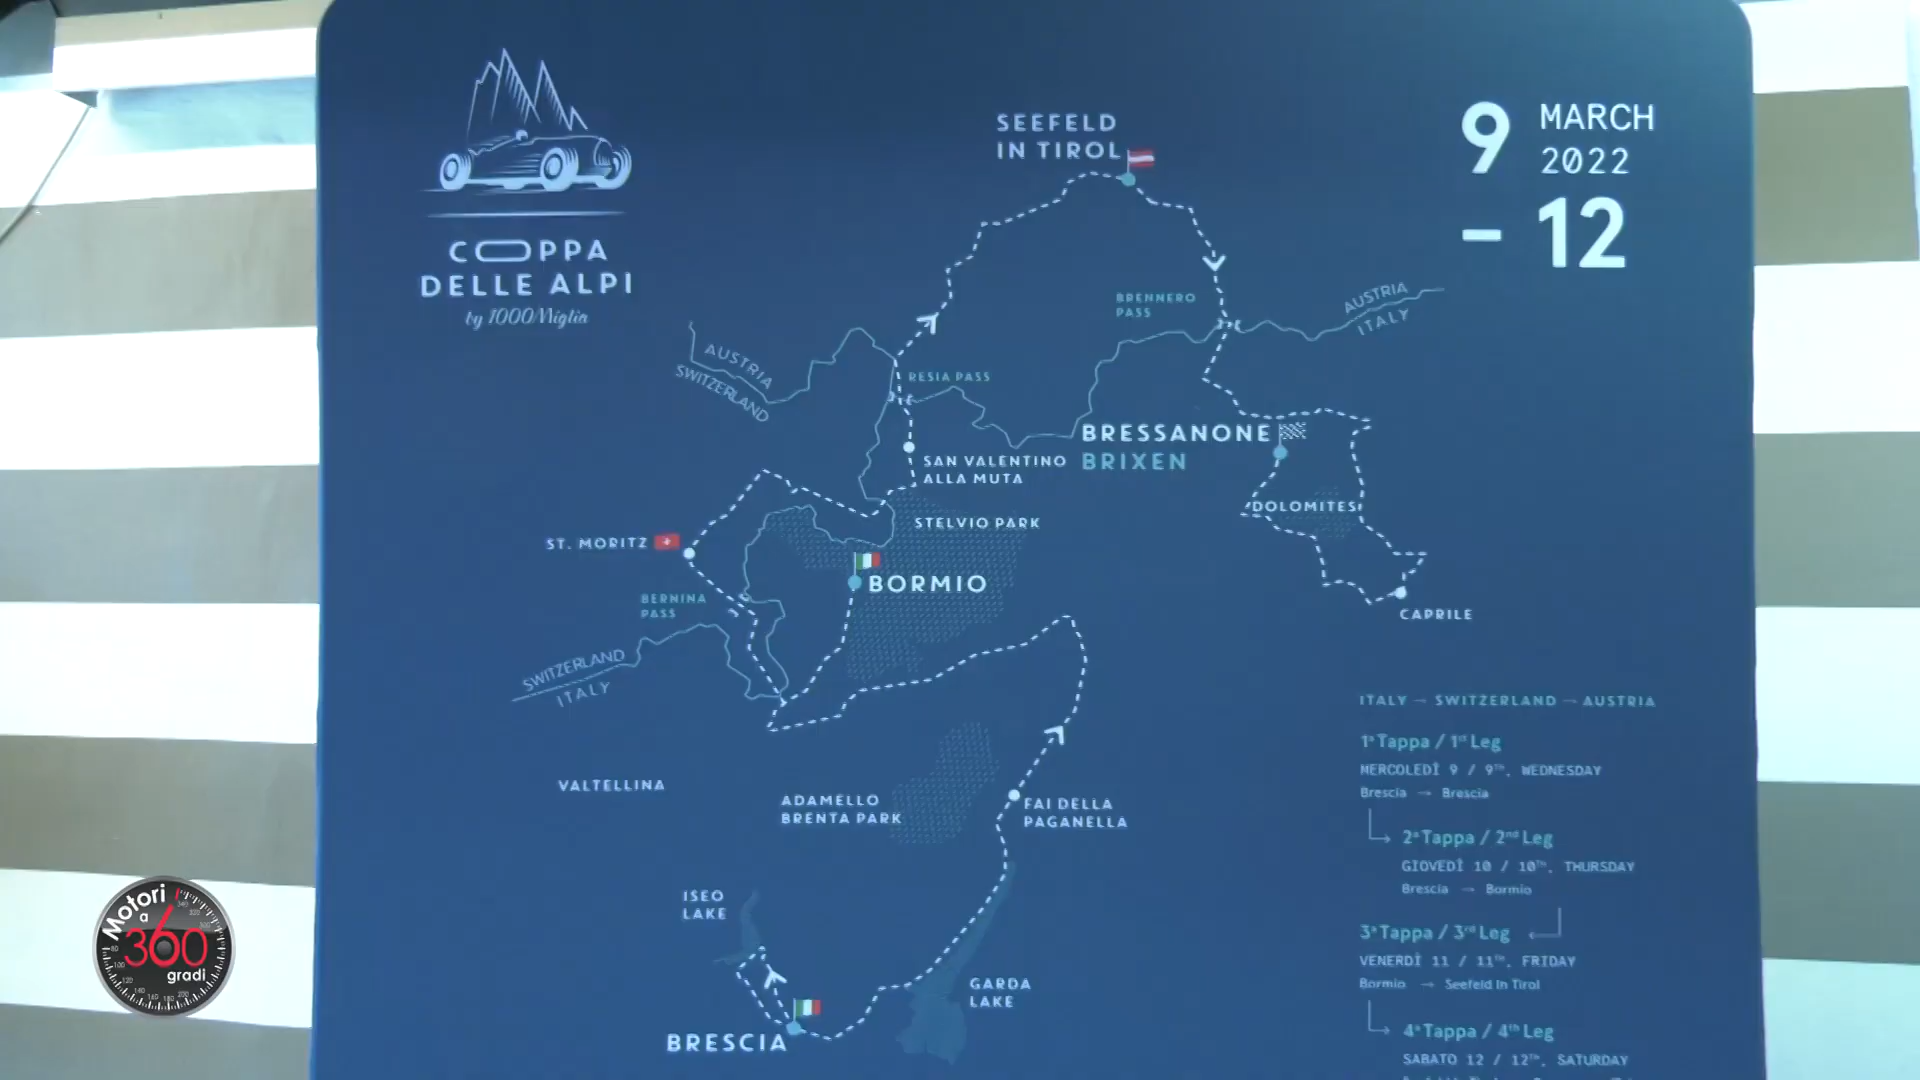 COPPA
DELLE ALPI
by 1000Miglia
9 MARCH
2022
– 12
SEEFELD
IN TIROL
BRENNERO
PASS
AUSTRIA
ITALY
AUSTRIA
SWITZERLAND
RESIA PASS
BRESSANONE
BRIXEN
SAN VALENTINO
ALLA MUTA
DOLOMITES
STELVIO PARK
ST. MORITZ
BORMIO
BERNINA
PASS
CAPRILE
SWITZERLAND
ITALY
VALTELLINA
ADAMELLO
BRENTA PARK
FAI DELLA
PAGANELLA
ISEO
LAKE
GARDA
LAKE
BRESCIA
ITALY → SWITZERLAND → AUSTRIA
1ª Tappa / 1st Leg
MERCOLEDÌ 9 / 9TH, WEDNESDAY
Brescia → Brescia
2ª Tappa / 2nd Leg
GIOVEDÌ 10 / 10TH, THURSDAY
Brescia → Bormio
3ª Tappa / 3rd Leg
VENERDÌ 11 / 11TH, FRIDAY
Bormio → Seefeld In Tirol
4ª Tappa / 4th Leg
SABATO 12 / 12TH, SATURDAY
Motori
a
360
gradi